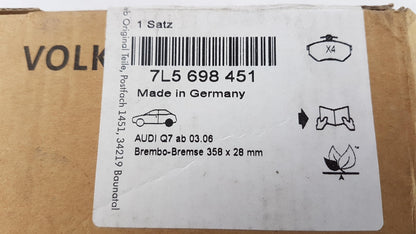 1 Satz
X4
VOLK
7L5 698 451
Made in Germany
AUDI Q7 ab 03.06
Brembo-Bremse 358 x 28 mm
Original Teile, Postfach 1451, 34219 Baunatal